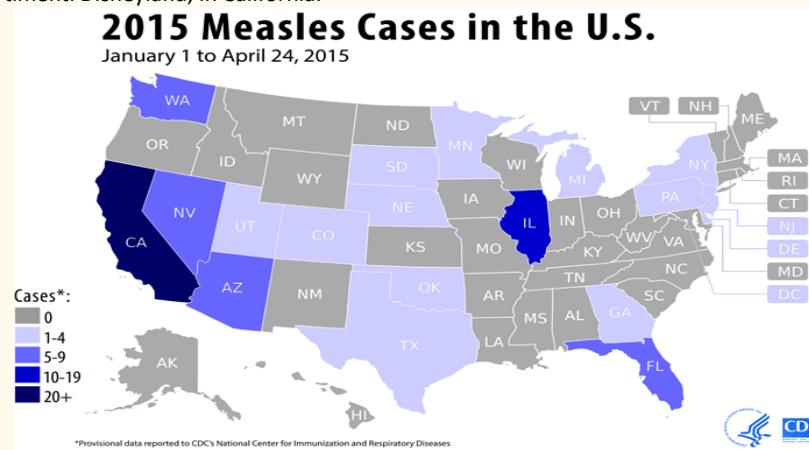 Disneyland, in California.
2015 Measles Cases in the U.S.
January 1 to April 24, 2015
WA
VT NH
ME
MT
ND
OR
MN
ID
WI
NY
MA
SD
MI
RI
WY
PA
CT
IA
NE
NJ
NV
OH
IL
IN
UT
DE
CO
WV
CA
VA
MD
KS
MO
KY
NC
DC
TN
AZ
OK
NM
AR
SC
MS
AL
GA
TX
LA
AK
FL
HI
Cases*:
0
1-4
5-9
10-19
20+
*Provisional data reported to CDC's National Center for Immunization and Respiratory Diseases
CD